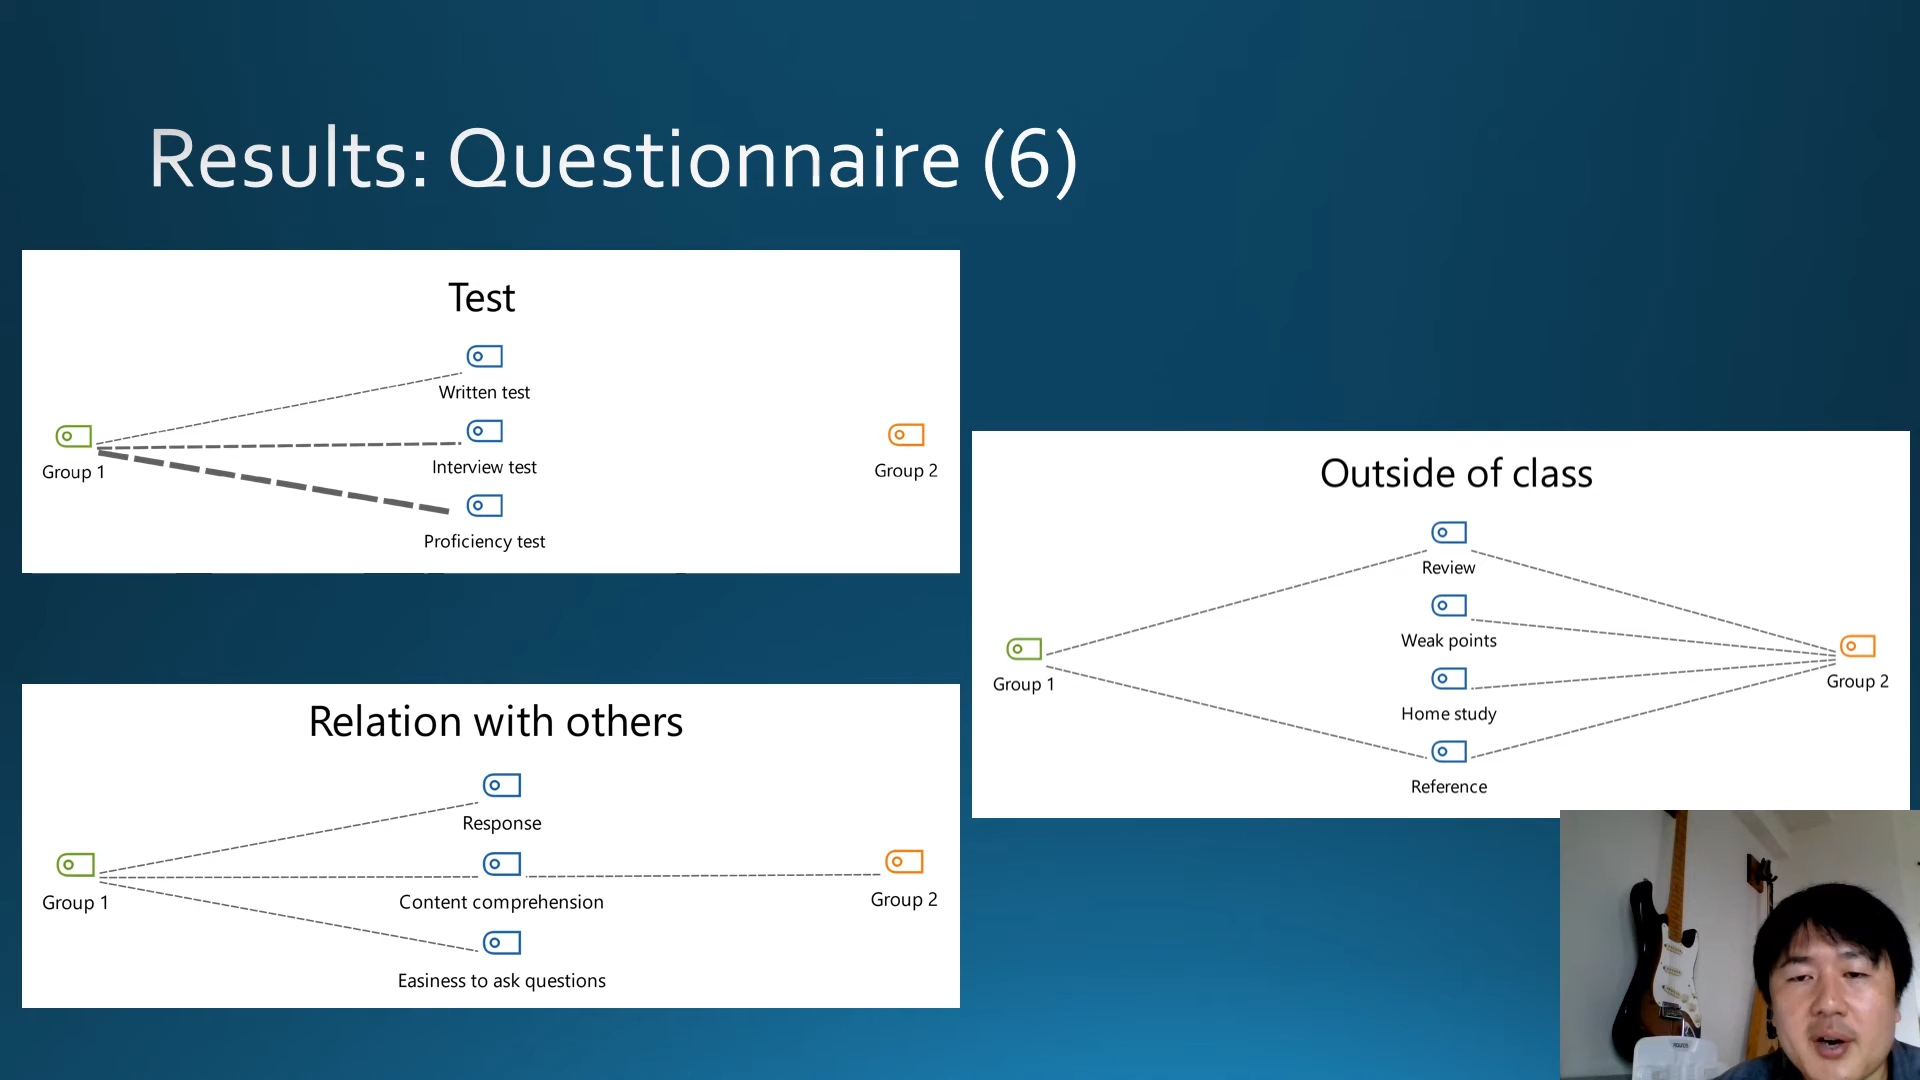 Results: Questionnaire (6)
Test
Written test
Interview test
Proficiency test
Group 1
Group 2
Relation with others
Response
Content comprehension
Easiness to ask questions
Group 1
Group 2
Outside of class
Review
Weak points
Home study
Reference
Group 1
Group 2